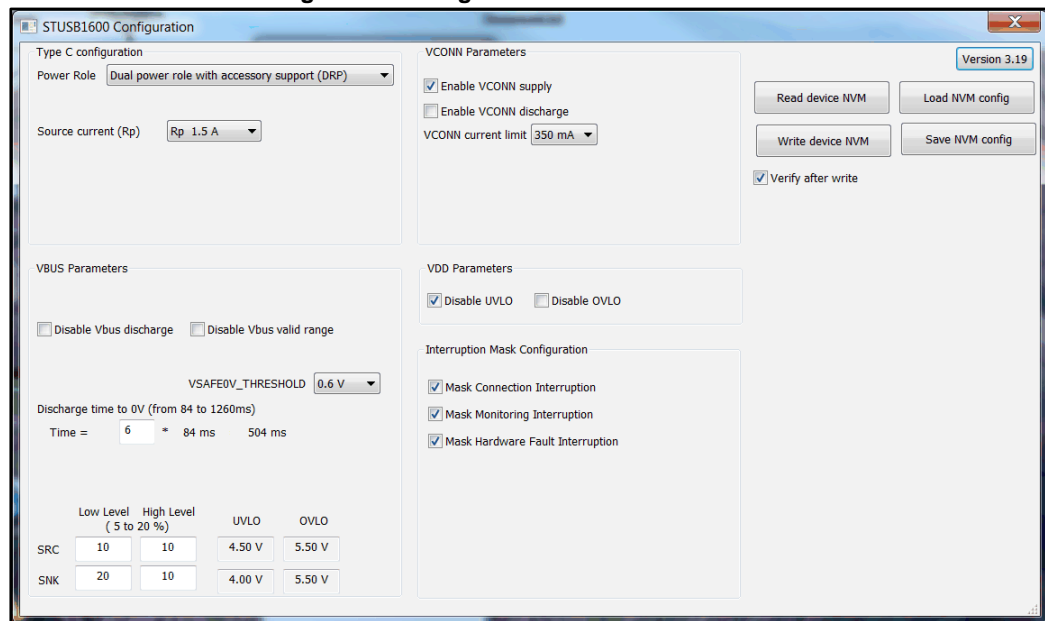 STUSB1600 Configuration
X
Type C configuration
Power Role Dual power role with accessory support (DRP)
Source current (Rp) Rp 1.5 A
VCONN Parameters
Enable VCONN supply
Enable VCONN discharge
VCONN current limit 350 mA
Version 3.19
Read device NVM Load NVM config
Write device NVM Save NVM config
Verify after write
VBUS Parameters
Disable Vbus discharge Disable Vbus valid range
VSAFE0V_THRESHOLD 0.6 V
Discharge time to 0V (from 84 to 1260ms)
Time = 6 * 84 ms 504 ms
Low Level High Level
( 5 to 20 %) UVLO OVLO
SRC 10 10 4.50 V 5.50 V
SNK 20 10 4.00 V 5.50 V
VDD Parameters
Disable UVLO Disable OVLO
Interruption Mask Configuration
Mask Connection Interruption
Mask Monitoring Interruption
Mask Hardware Fault Interruption